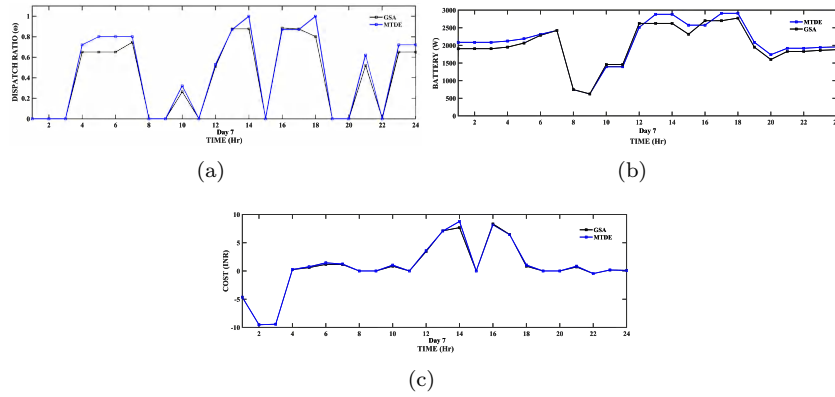 GSA
MTDE
DISPATCH RATIO (ω)
1
0.8
0.6
0.4
0.2
0
2 4 6 8 10 12 14 16 18 20 22 24
Day 7
TIME (Hr)
(a)
MTDE
GSA
BATTERY (W)
3000
2500
2000
1500
1000
500
0
2 4 6 8 10 12 14 16 18 20 22 24
Day 7
TIME (Hr)
(b)
GSA
MTDE
COST (INR)
10
5
0
-5
-10
2 4 6 8 10 12 14 16 18 20 22 24
Day 7
TIME (Hr)
(c)